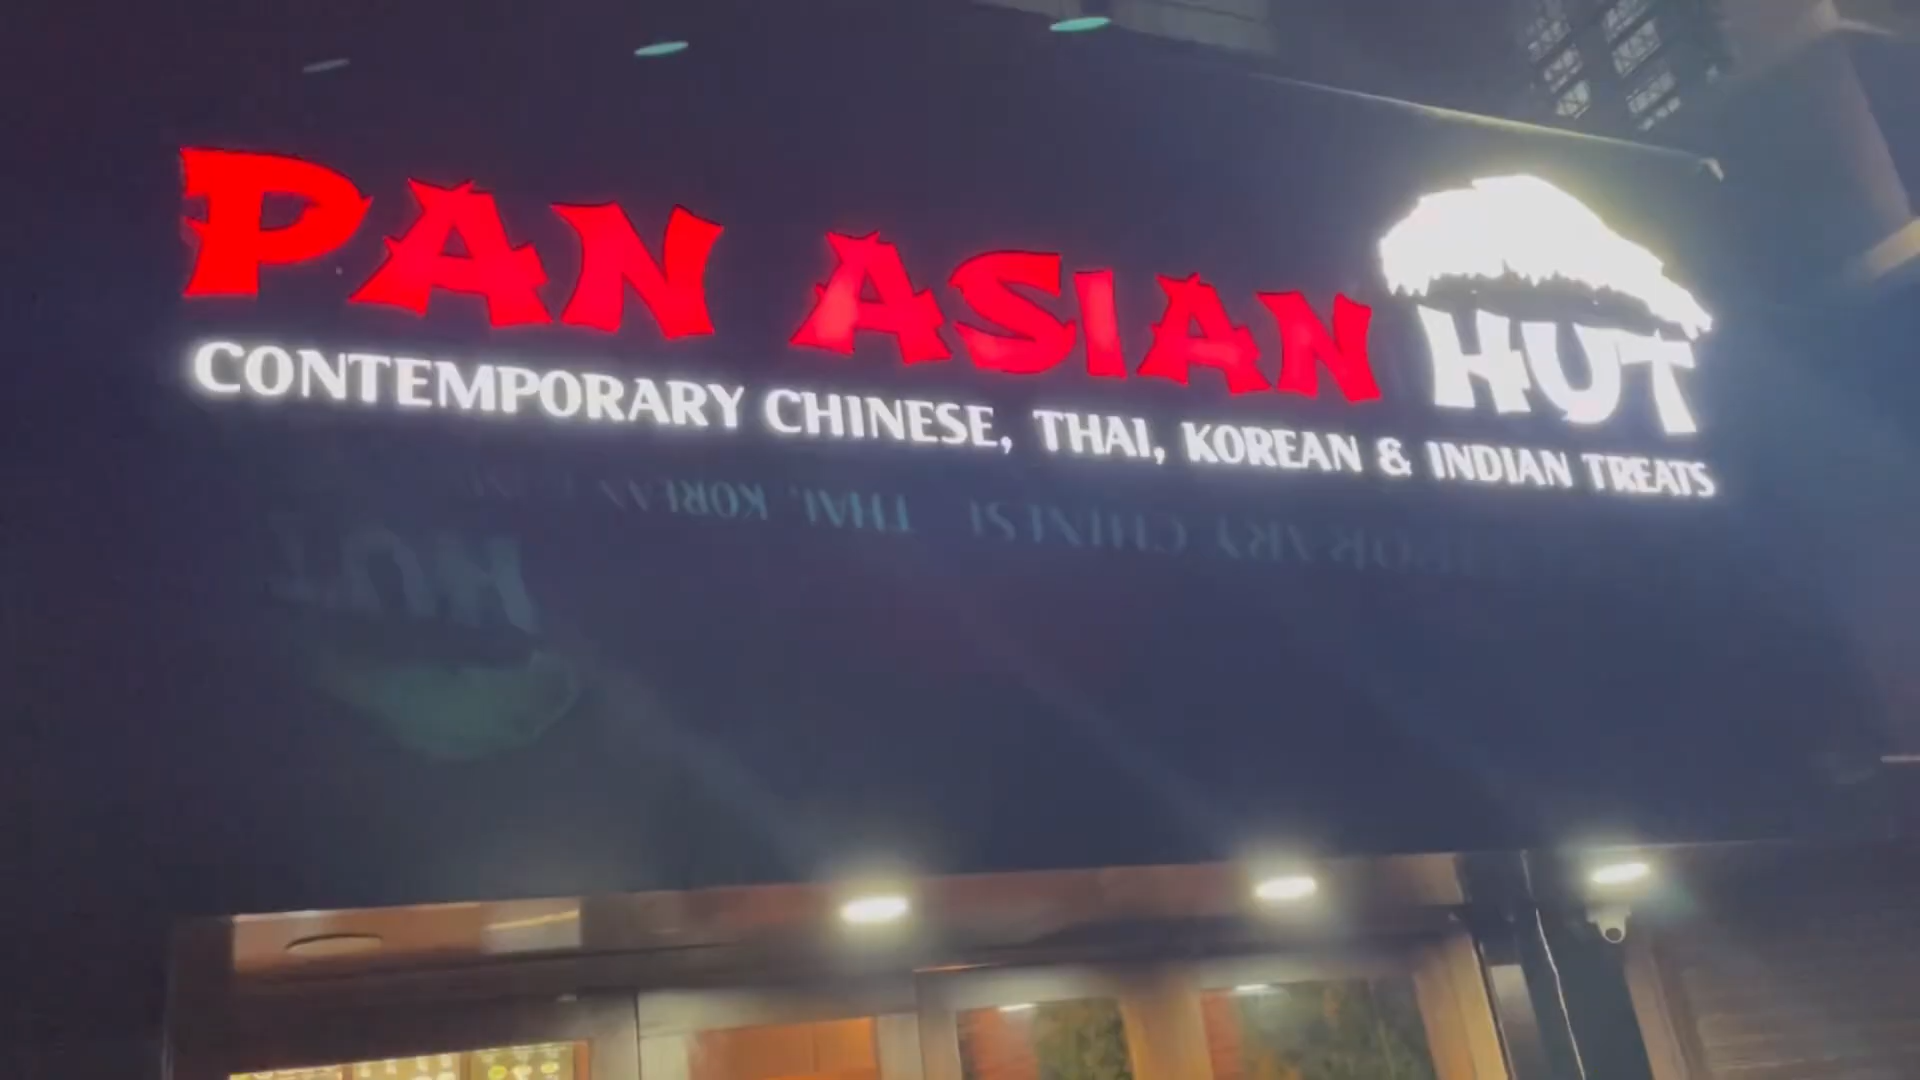 PAN ASIAN HUT
CONTEMPORARY CHINESE, THAI, KOREAN & INDIAN TREATS